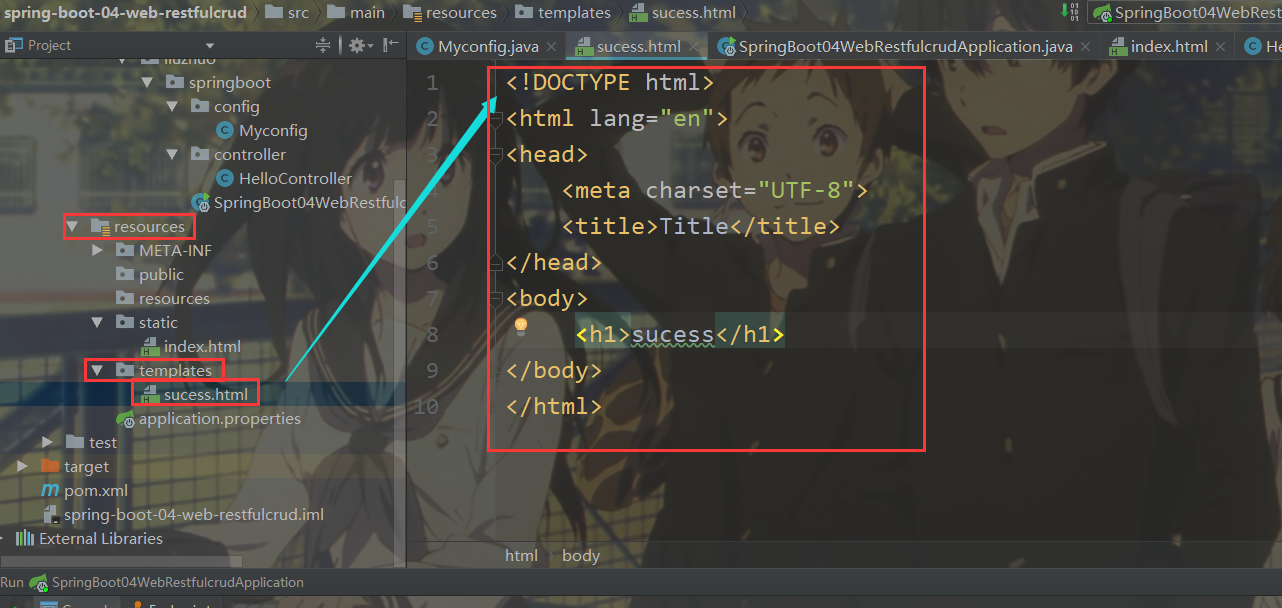 spring-boot-04-web-restfulcrud src main resources templates sucess.html SpringBoot04WebRest
Project Myconfig.java sucess.html SpringBoot04WebRestfulcrudApplication.java index.html
liuzhuo
springboot
config
Myconfig
controller
HelloController
SpringBoot04WebRestfulc
resources
META-INF
public
resources
static
index.html
templates
sucess.html
application.properties
test
target
pom.xml
spring-boot-04-web-restfulcrud.iml
External Libraries
1 <!DOCTYPE html>
2 <html lang="en">
3 <head>
4 <meta charset="UTF-8">
5 <title>Title</title>
6 </head>
7 <body>
8 <h1>sucess</h1>
9 </body>
10 </html>
html body
Run SpringBoot04WebRestfulcrudApplication